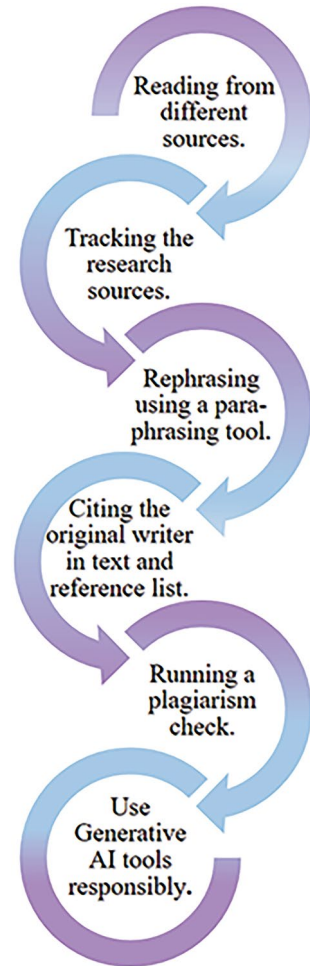 Reading from
different
sources.
Tracking the
research
sources.
Rephrasing
using a para-
phrasing tool.
Citing the
original writer
in text and
reference list.
Running a
plagiarism
check.
Use
Generative
AI tools
responsibly.